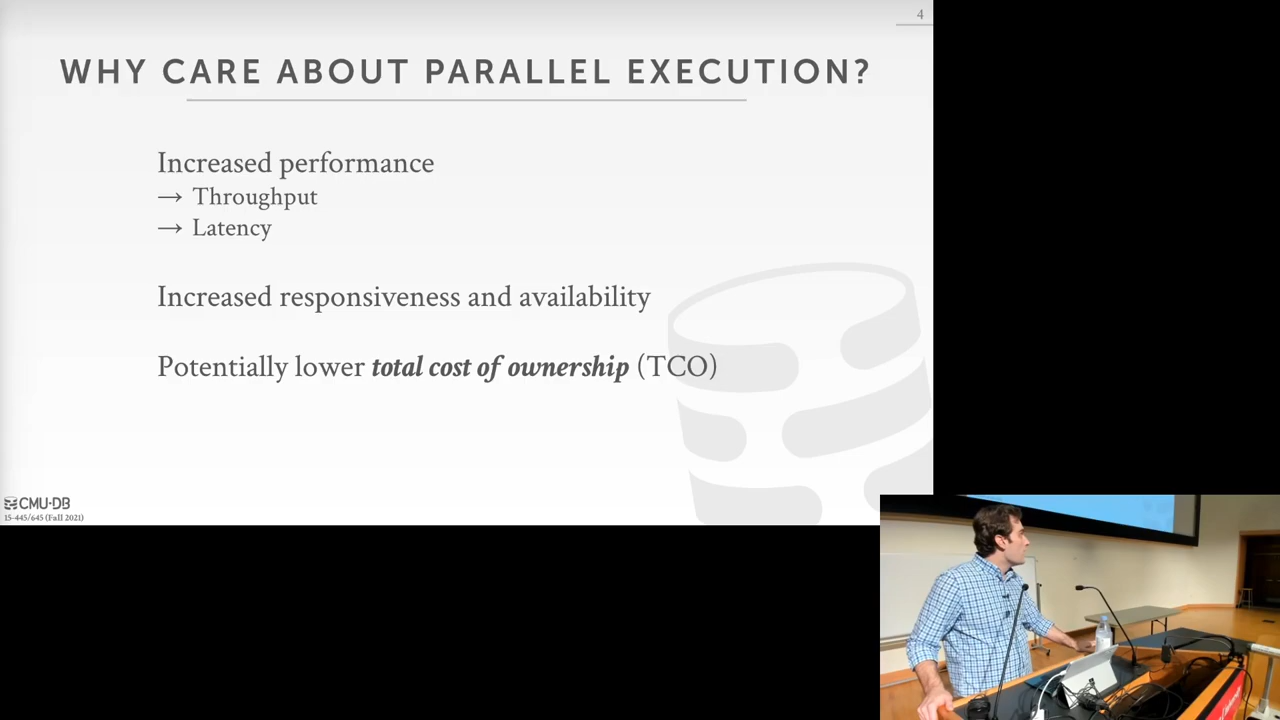 4
WHY CARE ABOUT PARALLEL EXECUTION?
Increased performance
→ Throughput
→ Latency
Increased responsiveness and availability
Potentially lower total cost of ownership (TCO)
CMU·DB
15-445/645 (Fall 2021)